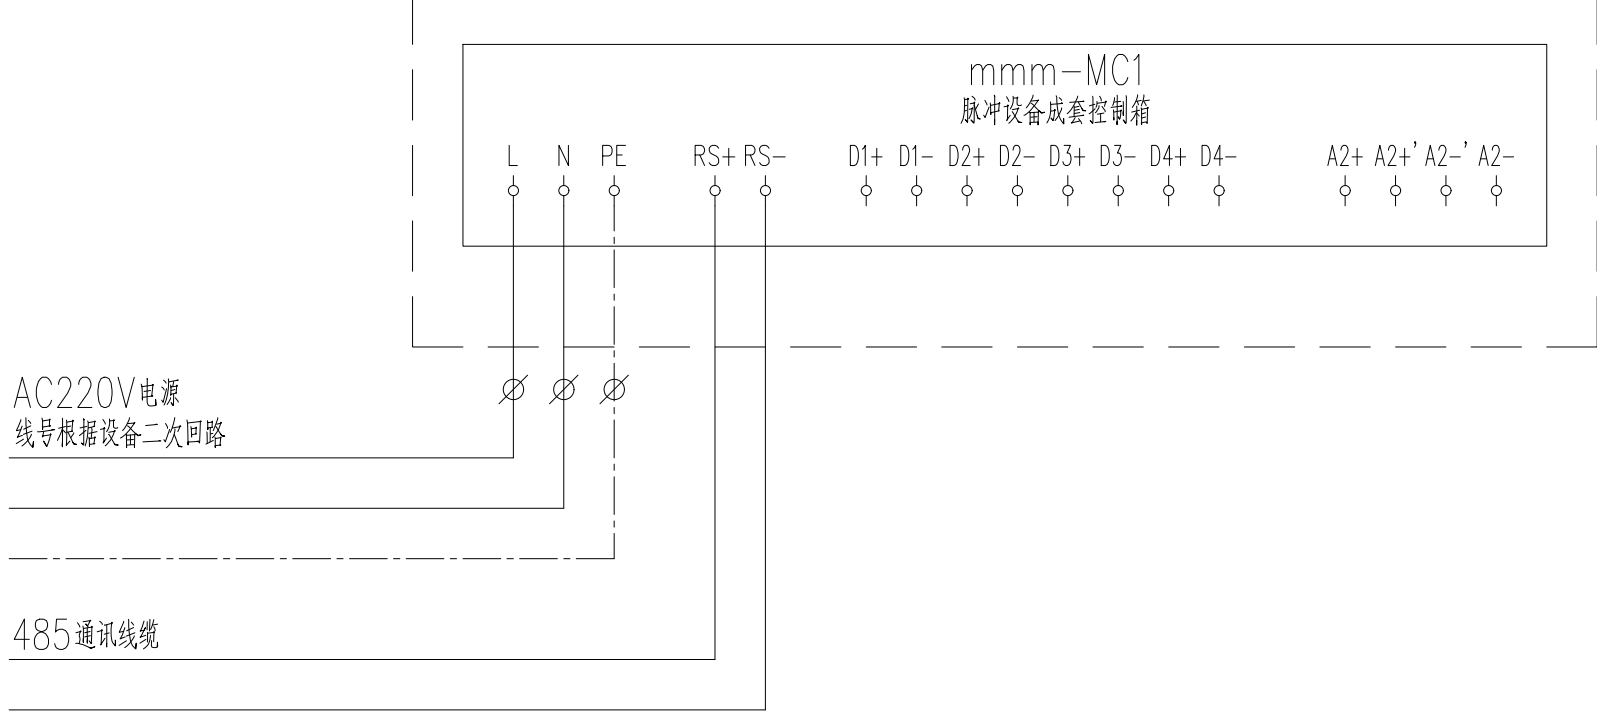 mmm-MC1
脉冲设备成套控制箱
L N PE RS+ RS- D1+ D1- D2+ D2- D3+ D3- D4+ D4- A2+ A2+' A2-' A2-
AC220V电源
线号根据设备二次回路
485通讯线缆